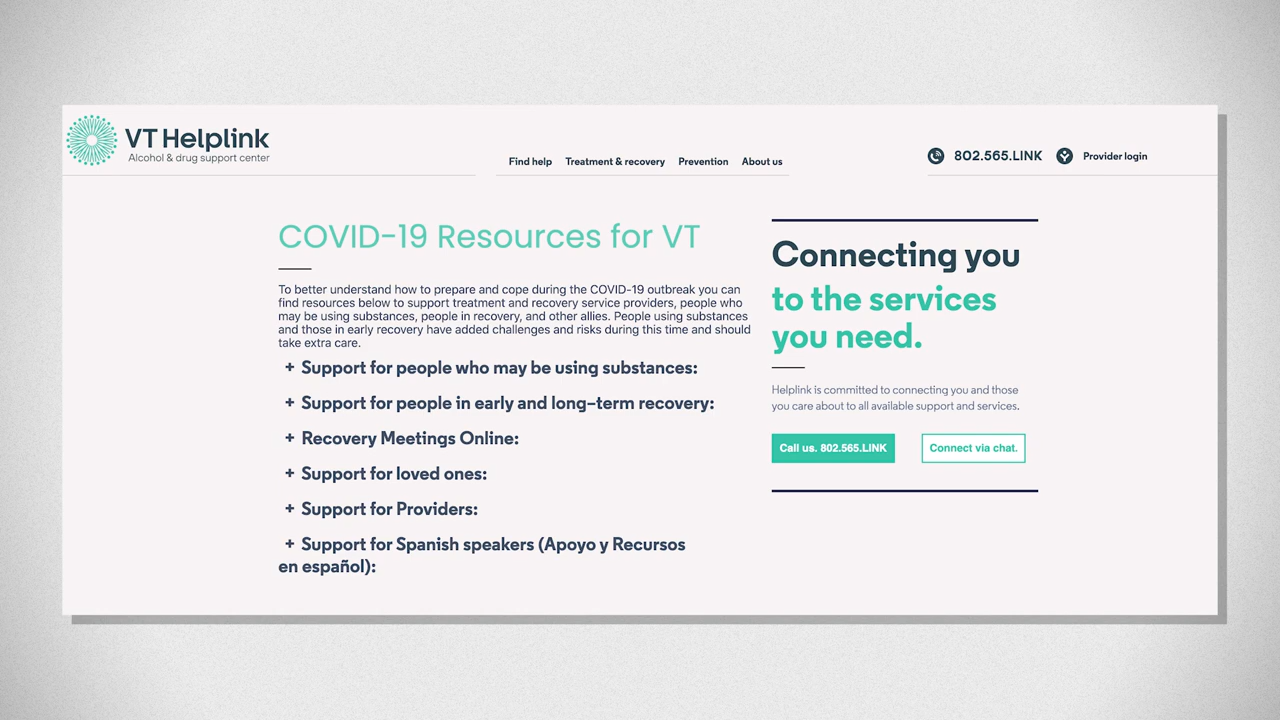 VT Helplink
Alcohol & drug support center
Find help Treatment & recovery Prevention About us
802.565.LINK Provider login
COVID-19 Resources for VT
To better understand how to prepare and cope during the COVID-19 outbreak you can
find resources below to support treatment and recovery service providers, people who
may be using substances, people in recovery, and other allies. People using substances
and those in early recovery have added challenges and risks during this time and should
take extra care.
+ Support for people who may be using substances:
+ Support for people in early and long-term recovery:
+ Recovery Meetings Online:
+ Support for loved ones:
+ Support for Providers:
+ Support for Spanish speakers (Apoyo y Recursos
en español):
Connecting you
to the services
you need.
Helplink is committed to connecting you and those
you care about to all available support and services.
Call us. 802.565.LINK
Connect via chat.